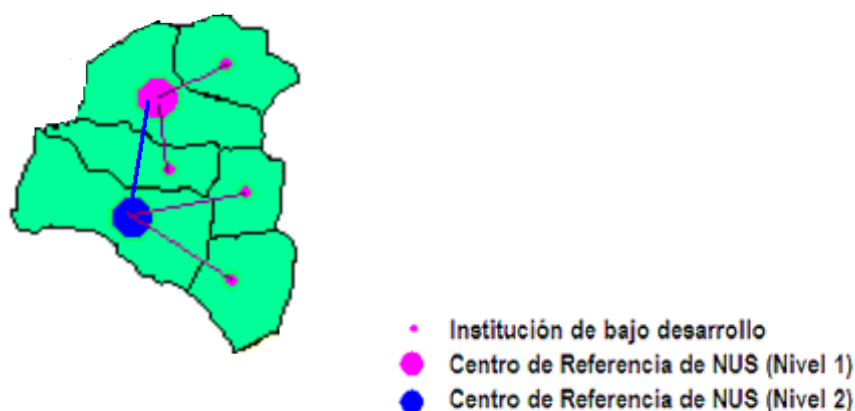 Institución de bajo desarrollo
Centro de Referencia de NUS (Nivel 1)
Centro de Referencia de NUS (Nivel 2)